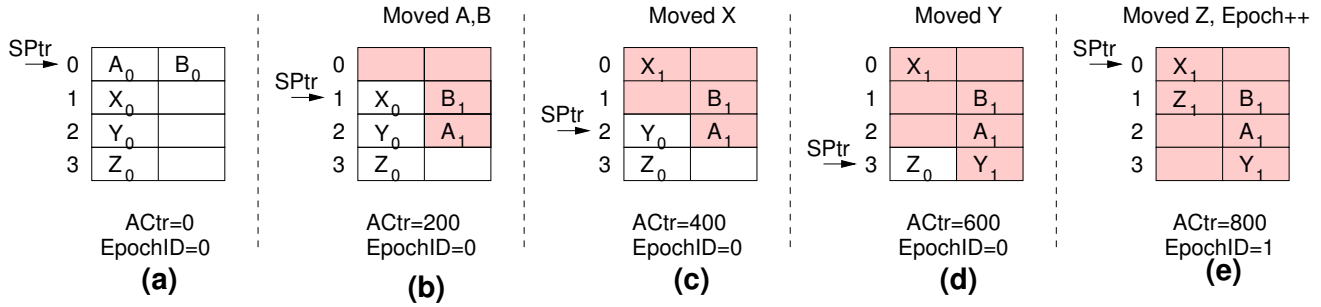 Moved A,B
Moved X
Moved Y
Moved Z, Epoch++
SPtr
0 A0 B0
1 X0
2 Y0
3 Z0
ACtr=0
EpochID=0
(a)
0
SPtr
1 X0 B1
2 Y0 A1
3 Z0
ACtr=200
EpochID=0
(b)
0 X1
1 B1
SPtr
2 Y0 A1
3 Z0
ACtr=400
EpochID=0
(c)
0 X1
1 B1
2 A1
SPtr
3 Z0 Y1
ACtr=600
EpochID=0
(d)
SPtr
0 X1
1 Z1 B1
2 A1
3 Y1
ACtr=800
EpochID=1
(e)